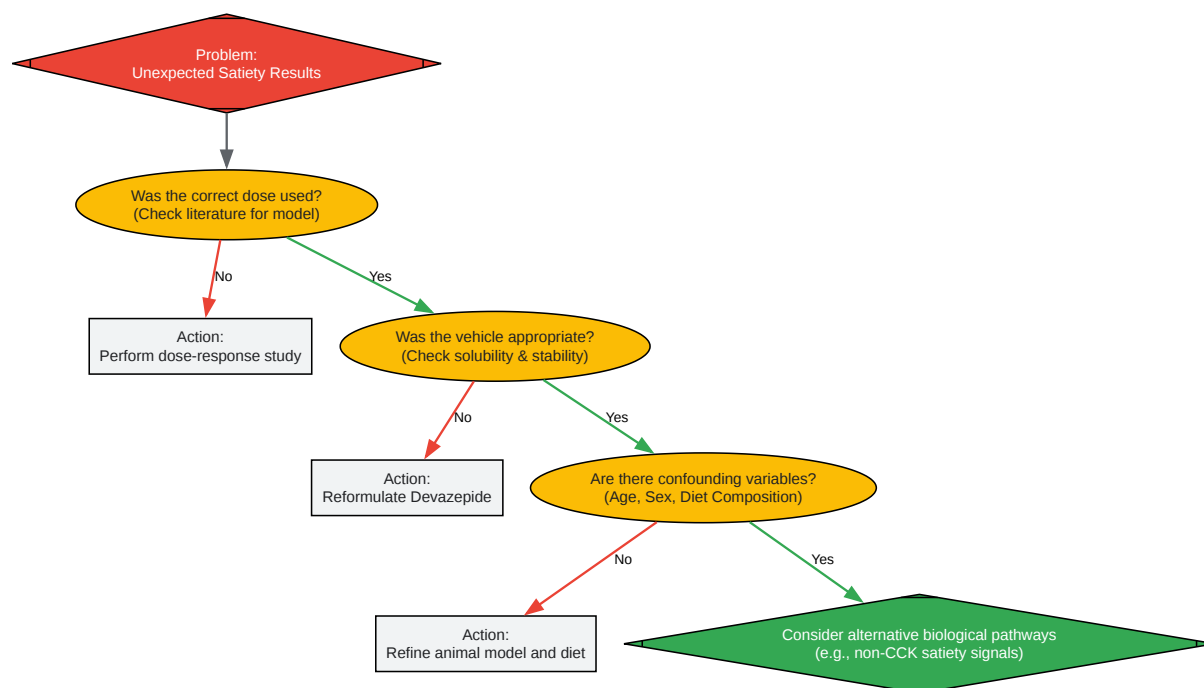 Problem:
Unexpected Satiety Results
Was the correct dose used?
(Check literature for model)
No
Yes
Action:
Perform dose-response study
Was the vehicle appropriate?
(Check solubility & stability)
No
Yes
Action:
Reformulate Devazepide
Are there confounding variables?
(Age, Sex, Diet Composition)
No
Yes
Action:
Refine animal model and diet
Consider alternative biological pathways
(e.g., non-CCK satiety signals)